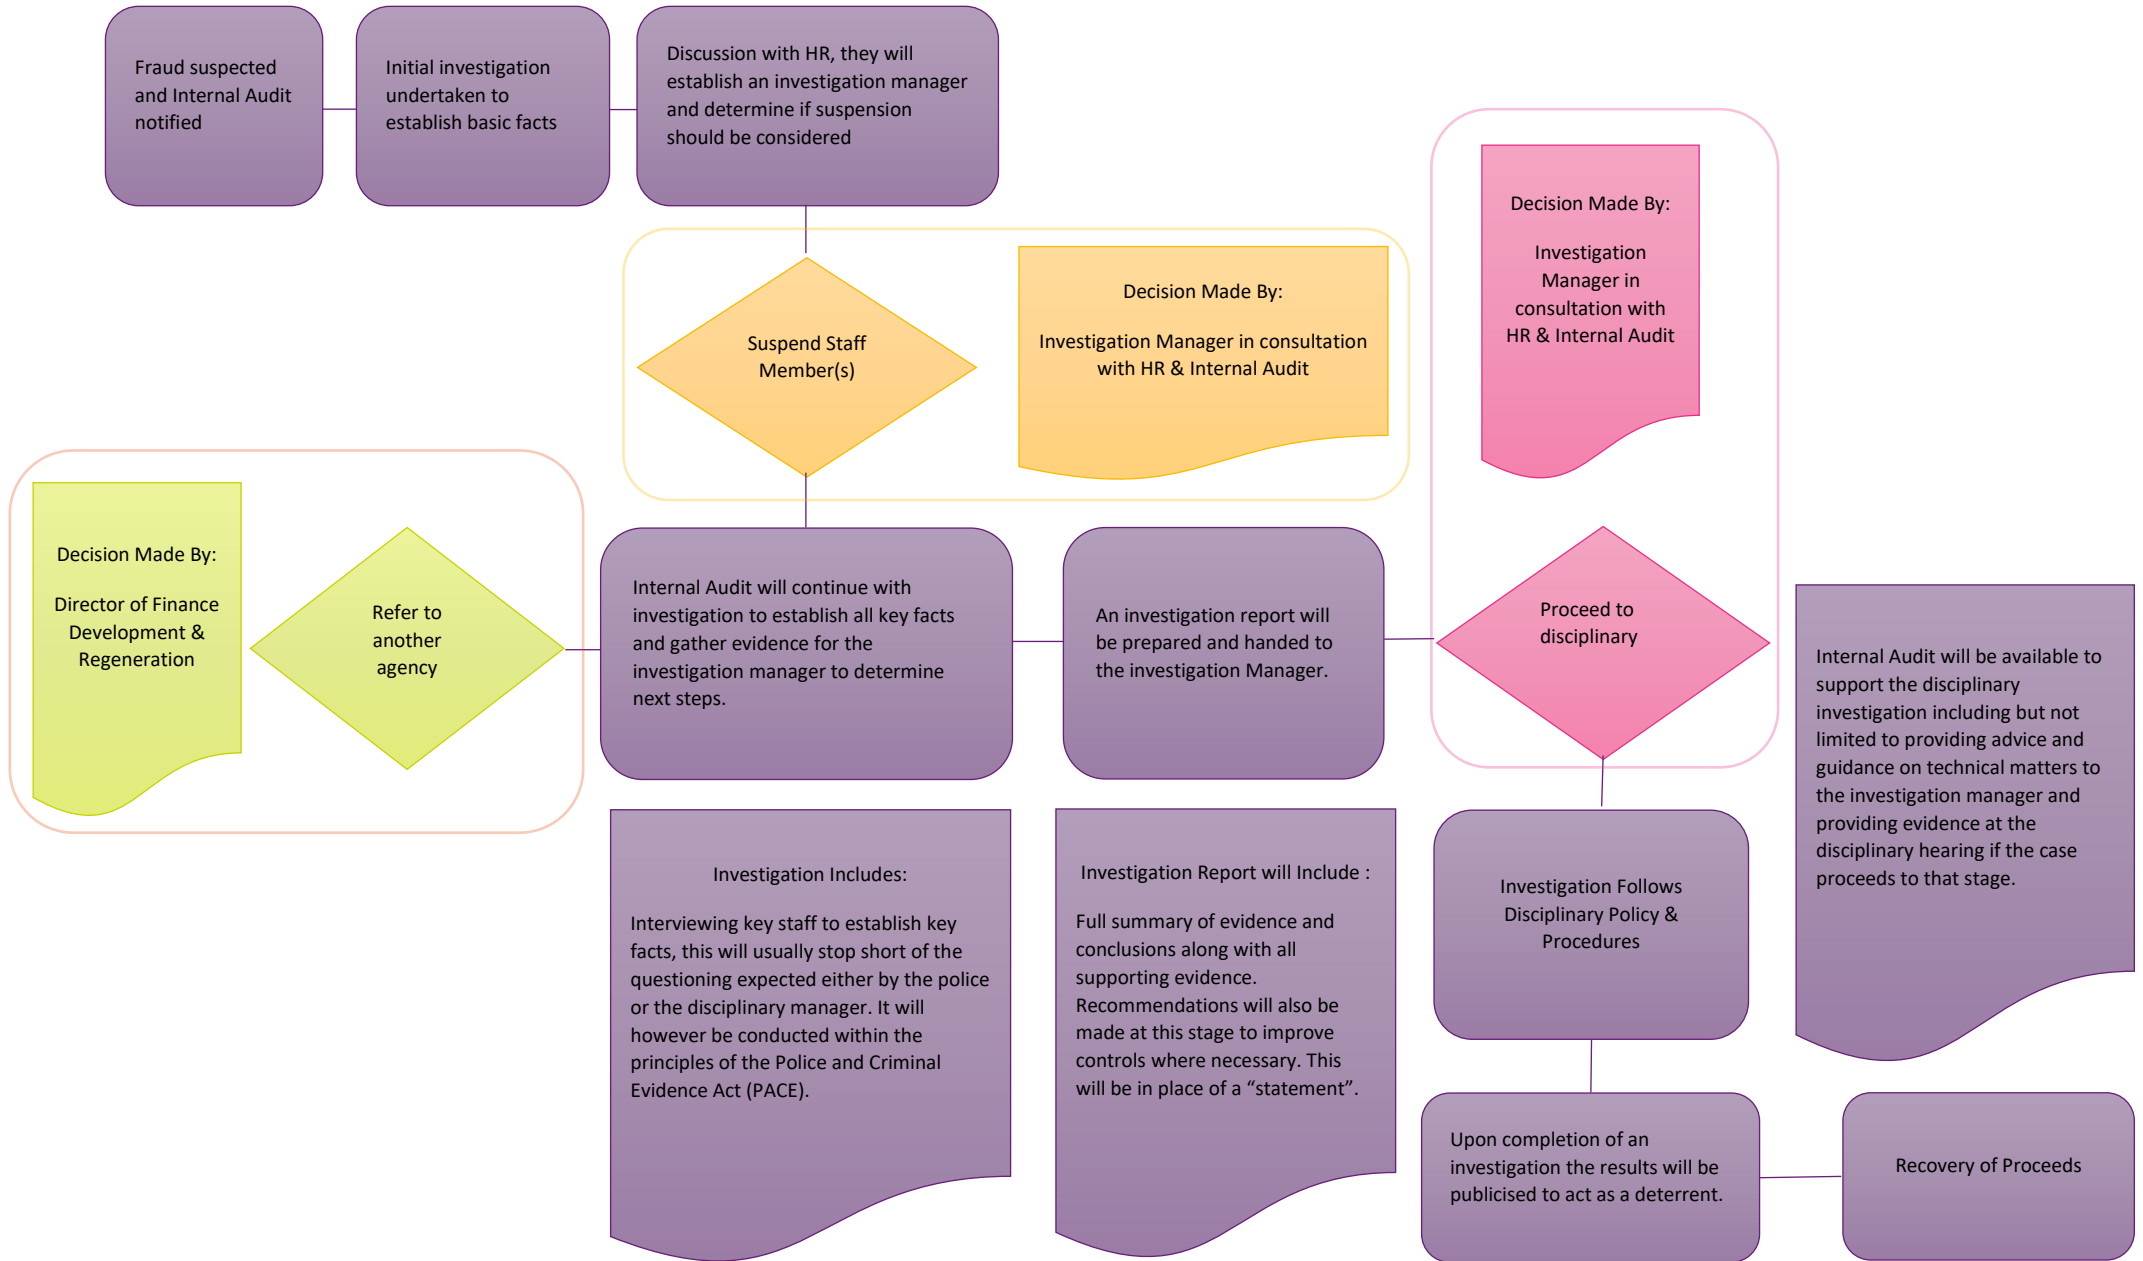 Fraud suspected
and Internal Audit
notified
Initial investigation
undertaken to
establish basic facts
Discussion with HR, they will
establish an investigation manager
and determine if suspension
should be considered
Decision Made By:
Investigation
Manager in
consultation with
HR & Internal Audit
Suspend Staff
Member(s)
Decision Made By:
Investigation Manager in consultation
with HR & Internal Audit
Decision Made By:
Director of Finance
Development &
Regeneration
Refer to
another
agency
Internal Audit will continue with
investigation to establish all key facts
and gather evidence for the
investigation manager to determine
next steps.
An investigation report will
be prepared and handed to
the investigation Manager.
Proceed to
disciplinary
Internal Audit will be available to
support the disciplinary
investigation including but not
limited to providing advice and
guidance on technical matters to
the investigation manager and
providing evidence at the
disciplinary hearing if the case
proceeds to that stage.
Investigation Includes:
Interviewing key staff to establish key
facts, this will usually stop short of the
questioning expected either by the police
or the disciplinary manager. It will
however be conducted within the
principles of the Police and Criminal
Evidence Act (PACE).
Investigation Report will Include :
Full summary of evidence and
conclusions along with all
supporting evidence.
Recommendations will also be
made at this stage to improve
controls where necessary. This
will be in place of a “statement”.
Investigation Follows
Disciplinary Policy &
Procedures
Upon completion of an
investigation the results will be
publicised to act as a deterrent.
Recovery of Proceeds